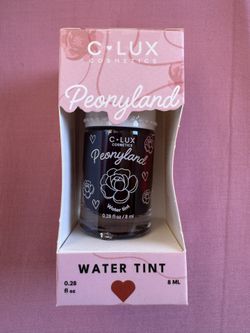 C♥LUX
COSMETICS
Peonyland
C♥LUX
COSMETICS
Peonyland
Water tint
0.28 fl oz / 8 ml
WATER TINT
0.28
fl oz
8 ML